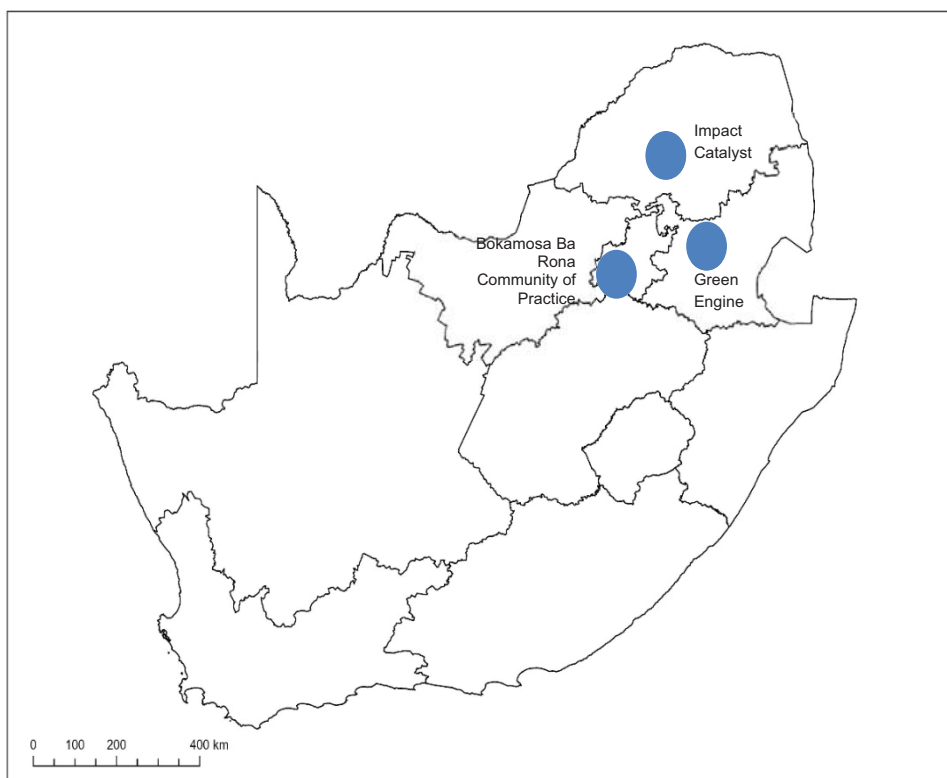 Impact
Catalyst
Bokamosa Ba
Rona
Community of
Practice
Green
Engine
0 100 200 400 km